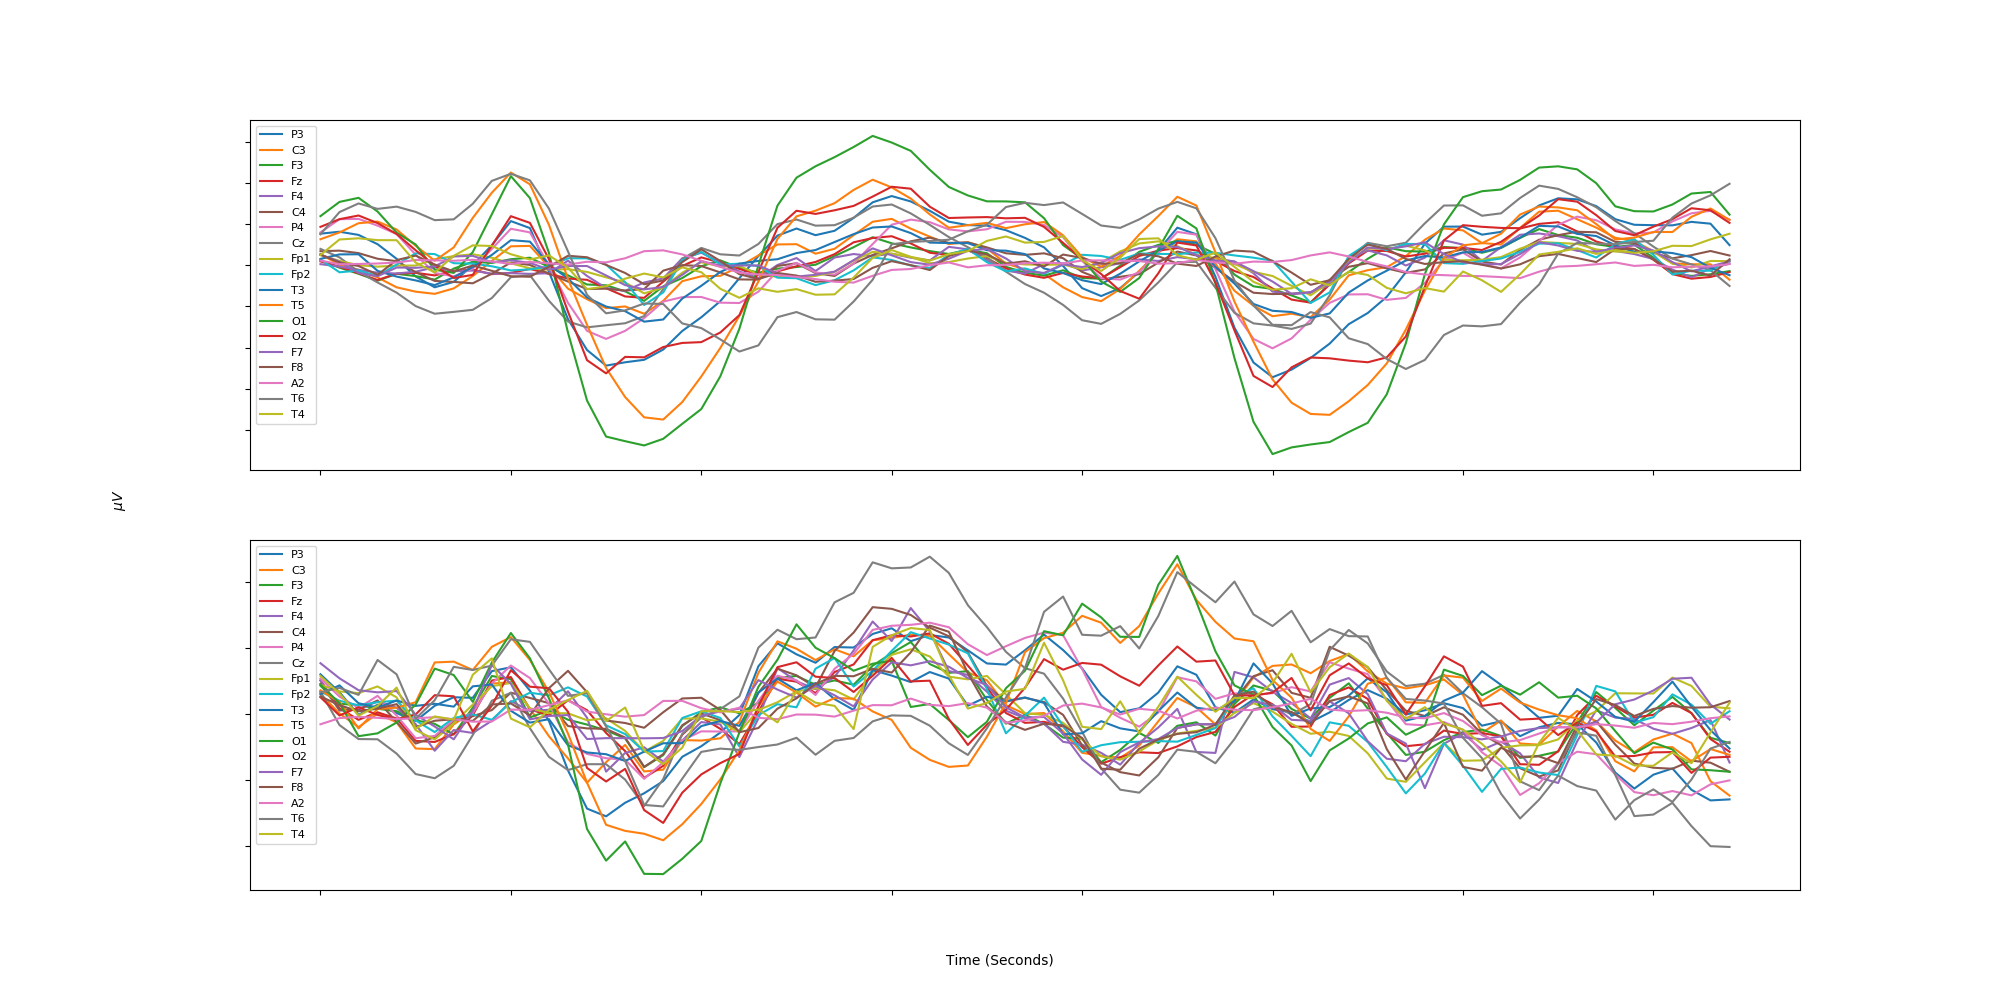 P3
C3
F3
Fz
F4
C4
P4
Cz
Fp1
Fp2
T3
T5
O1
O2
F7
F8
A2
T6
T4
µV
P3
C3
F3
Fz
F4
C4
P4
Cz
Fp1
Fp2
T3
T5
O1
O2
F7
F8
A2
T6
T4
Time (Seconds)